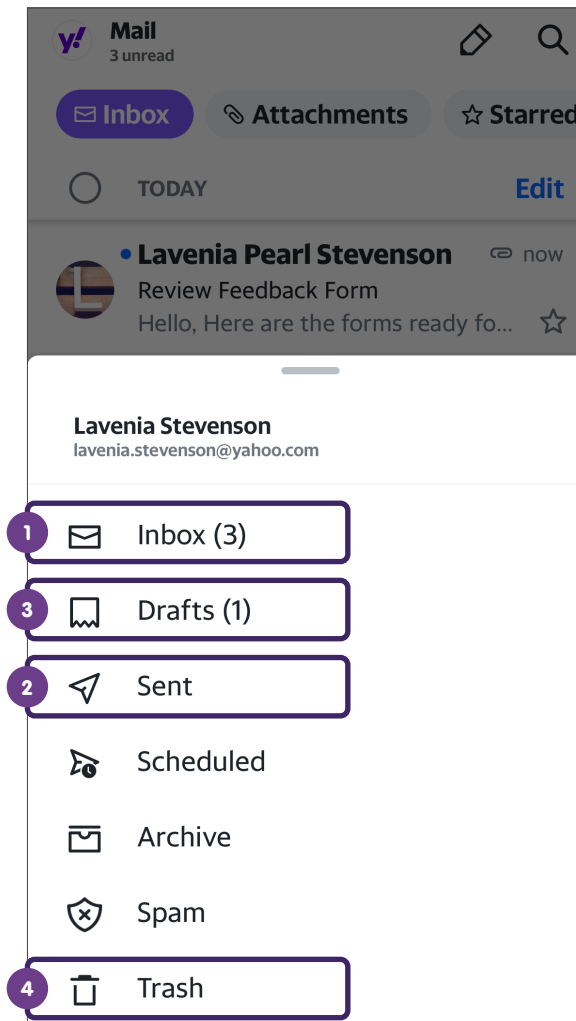 y!
Mail
3 unread
Inbox
Attachments
Starred
TODAY
Edit
L
Lavenia Pearl Stevenson
now
Review Feedback Form
Hello, Here are the forms ready fo...
Lavenia Stevenson
lavenia.stevenson@yahoo.com
1
Inbox (3)
3
Drafts (1)
2
Sent
Scheduled
Archive
Spam
4
Trash